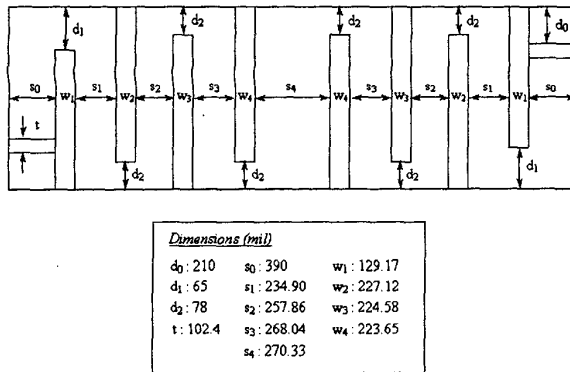 d1 d2 d2 d2 d0
s0 w1 s1 w2 s2 w3 s3 w4 s4 w4 s3 w3 s2 w2 s1 w1 s0
t
d2 d2 d2 d1
Dimensions (mil)
d0 : 210 s0 : 390 w1 : 129.17
d1 : 65 s1 : 234.90 w2 : 227.12
d2 : 78 s2 : 257.86 w3 : 224.58
t : 102.4 s3 : 268.04 w4 : 223.65
s4 : 270.33